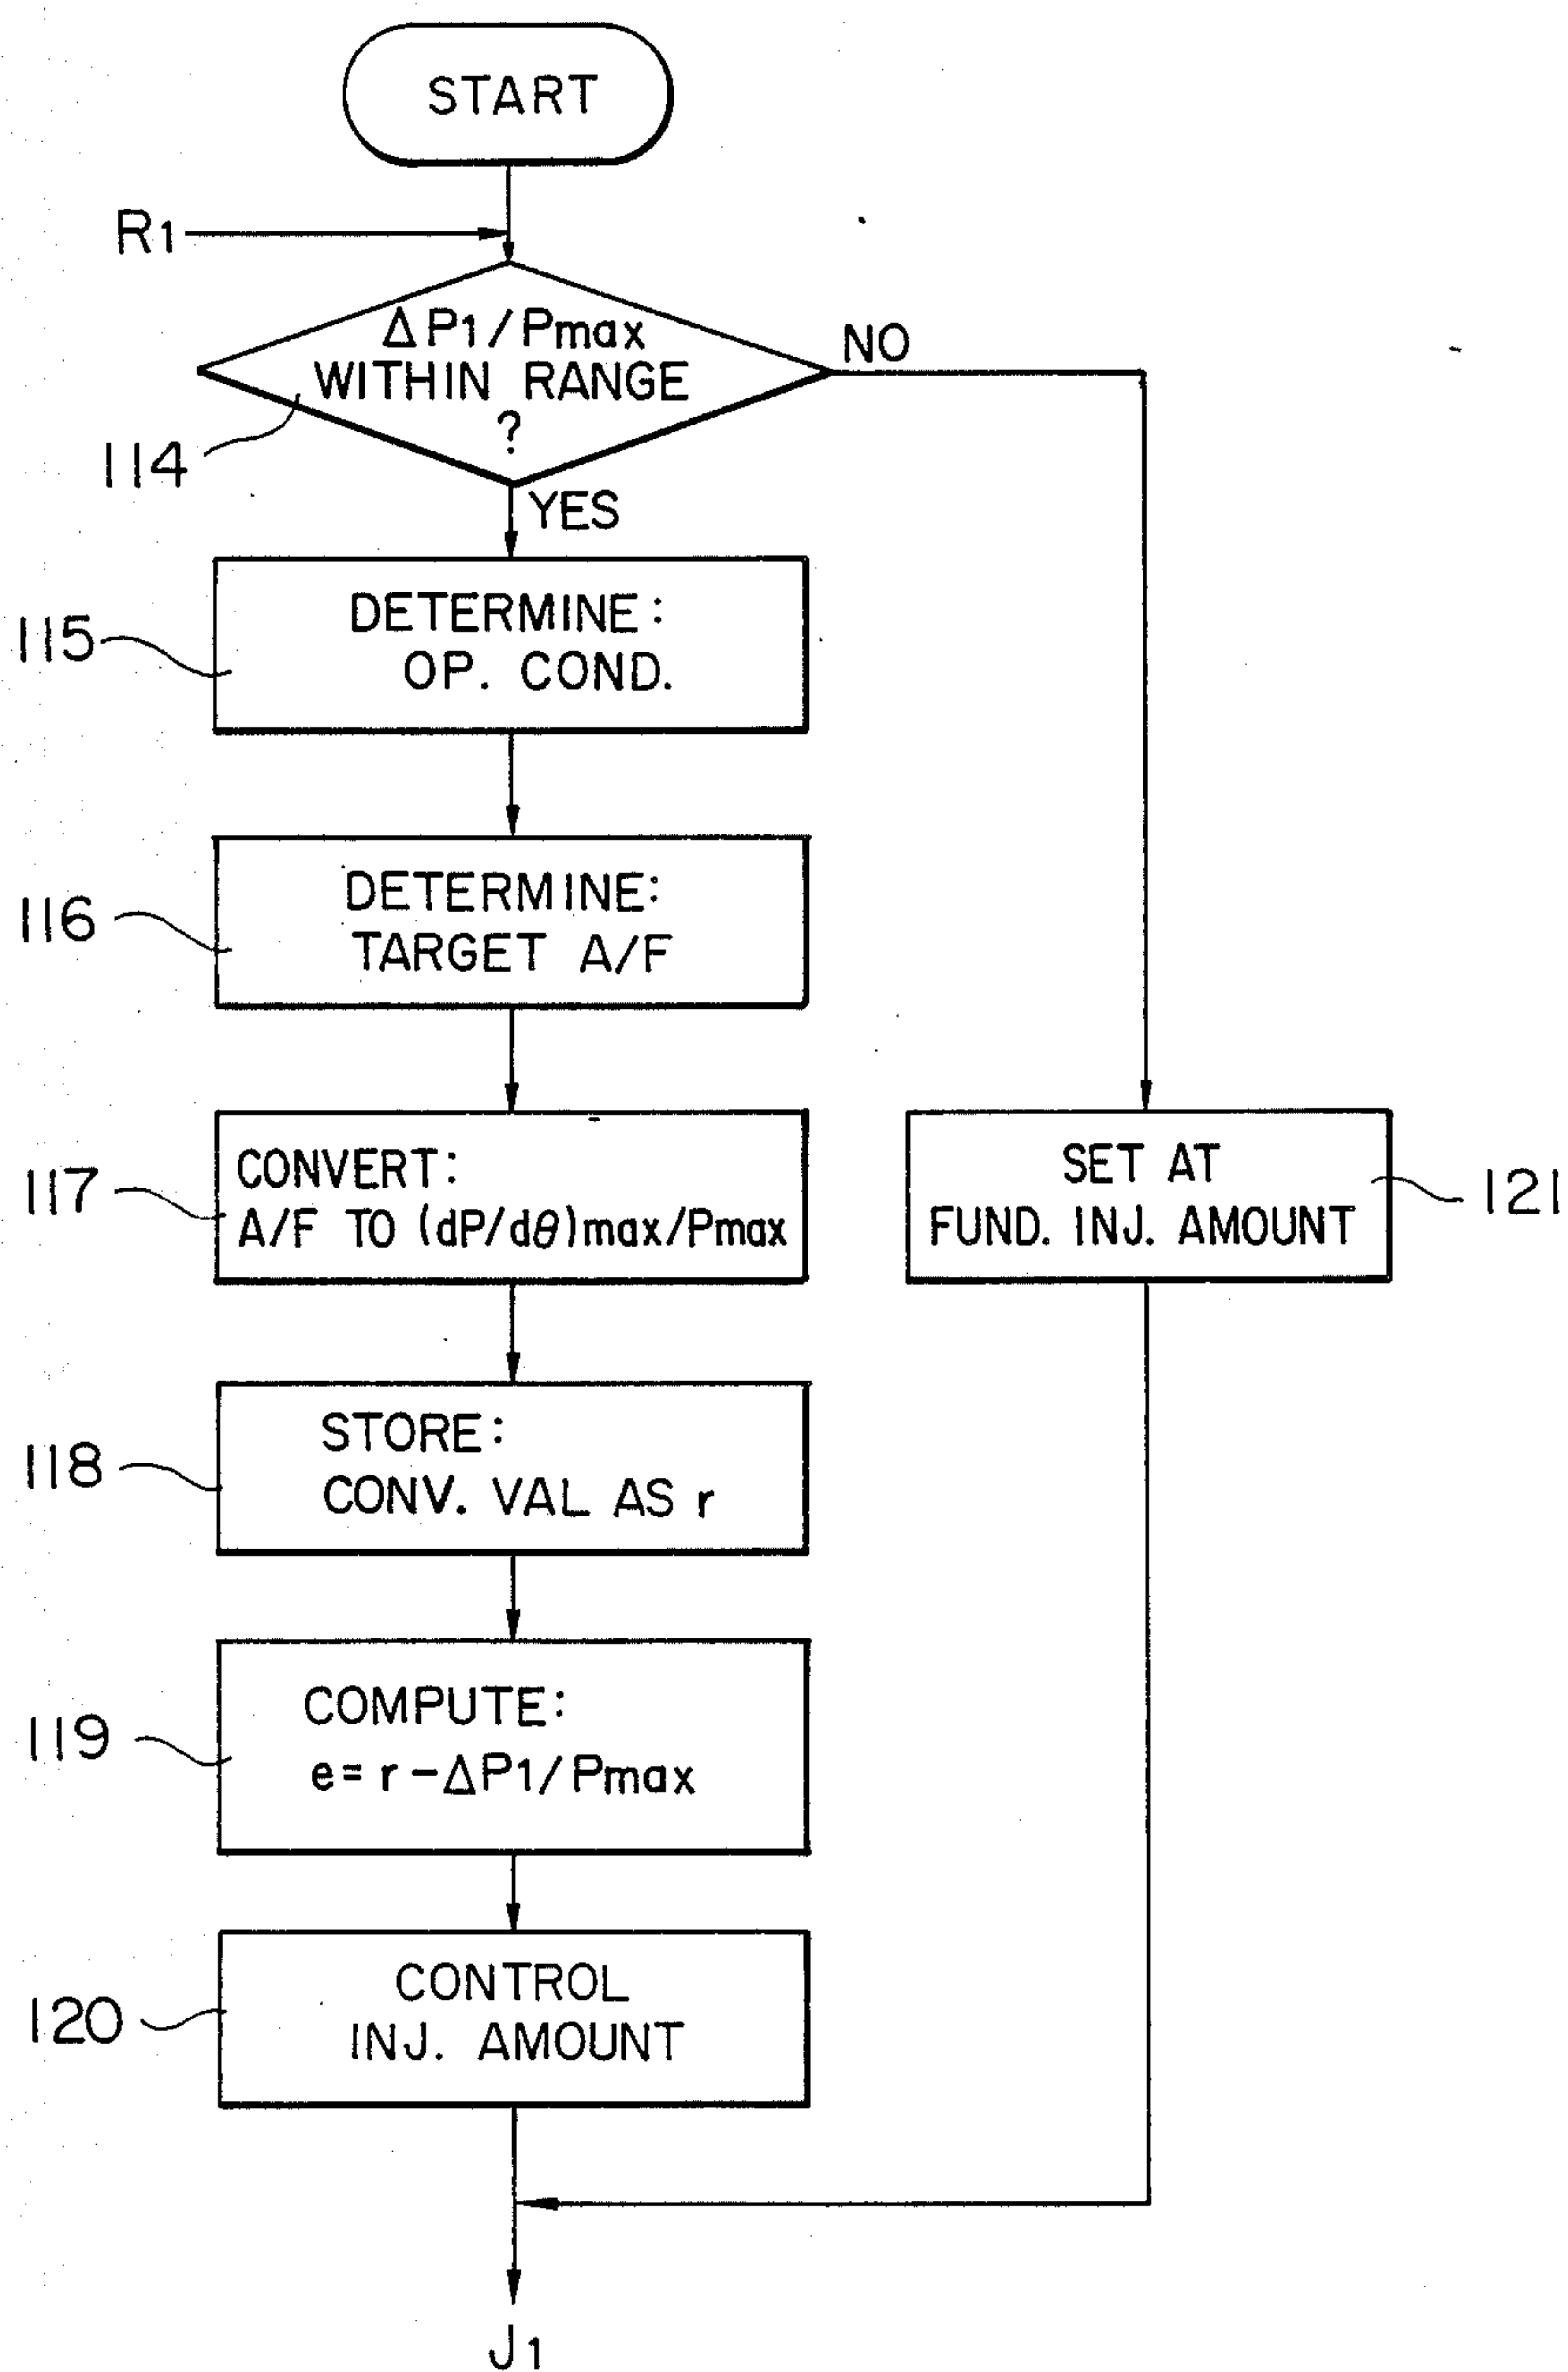 START
R1
ΔP1/Pmax
WITHIN RANGE
?
NO
114
YES
DETERMINE:
OP. COND.
115
DETERMINE:
TARGET A/F
116
CONVERT:
A/F TO (dP/dθ)max/Pmax
117
SET AT
FUND. INJ. AMOUNT
121
STORE:
CONV. VAL AS r
118
COMPUTE:
e=r-ΔP1/Pmax
119
CONTROL
INJ. AMOUNT
120
J1